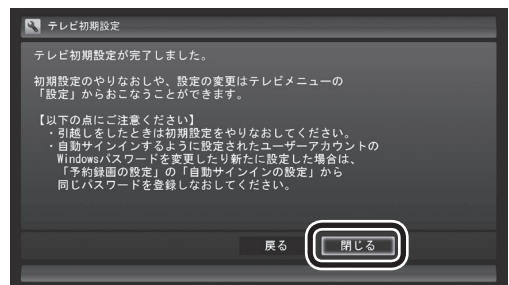 テレビ初期設定
テレビ初期設定が完了しました。
初期設定のやりなおしや、設定の変更はテレビメニューの
「設定」からおこなうことができます。
【以下の点にご注意ください】
・引越しをしたときは初期設定をやりなおしてください。
・自動サインインするように設定されたユーザーアカウントの
Windowsパスワードを変更したり新たに設定した場合は、
「予約録画の設定」の「自動サインインの設定」から
同じパスワードを登録しなおしてください。
戻る 閉じる